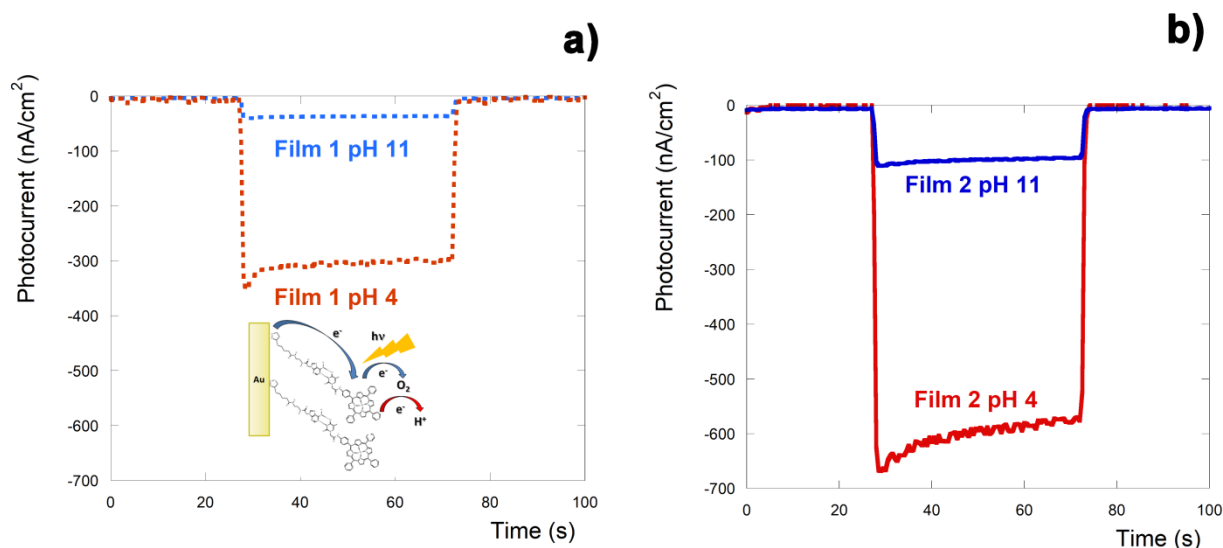 a)
Photocurrent (nA/cm²)
0
-100
-200
-300
-400
-500
-600
-700
Film 1 pH 11
Film 1 pH 4
Au
e⁻
hν
e⁻
O₂
e⁻
H⁺
0 20 40 60 80 100
Time (s)
b)
Photocurrent (nA/cm²)
0
-100
-200
-300
-400
-500
-600
-700
Film 2 pH 11
Film 2 pH 4
0 20 40 60 80 100
Time (s)